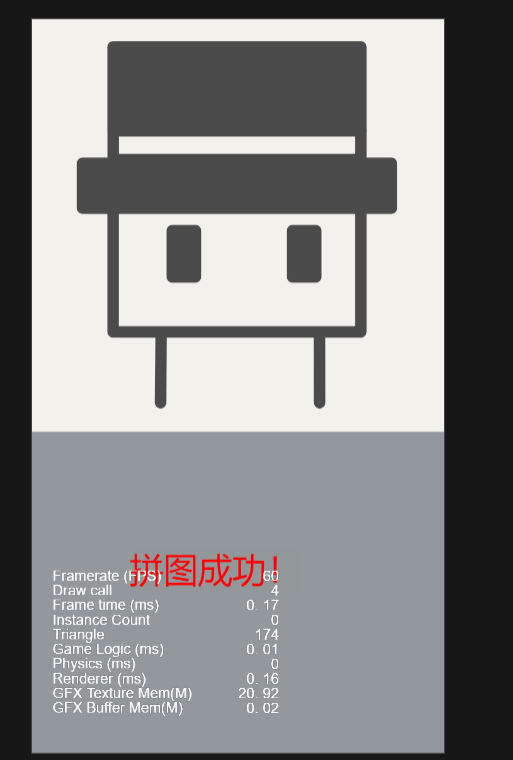 拼图成功!
Framerate (FPS) 60
Draw call 4
Frame time (ms) 0.17
Instance Count 0
Triangle 174
Game Logic (ms) 0.01
Physics (ms) 0
Renderer (ms) 0.16
GFX Texture Mem(M) 20.92
GFX Buffer Mem(M) 0.02